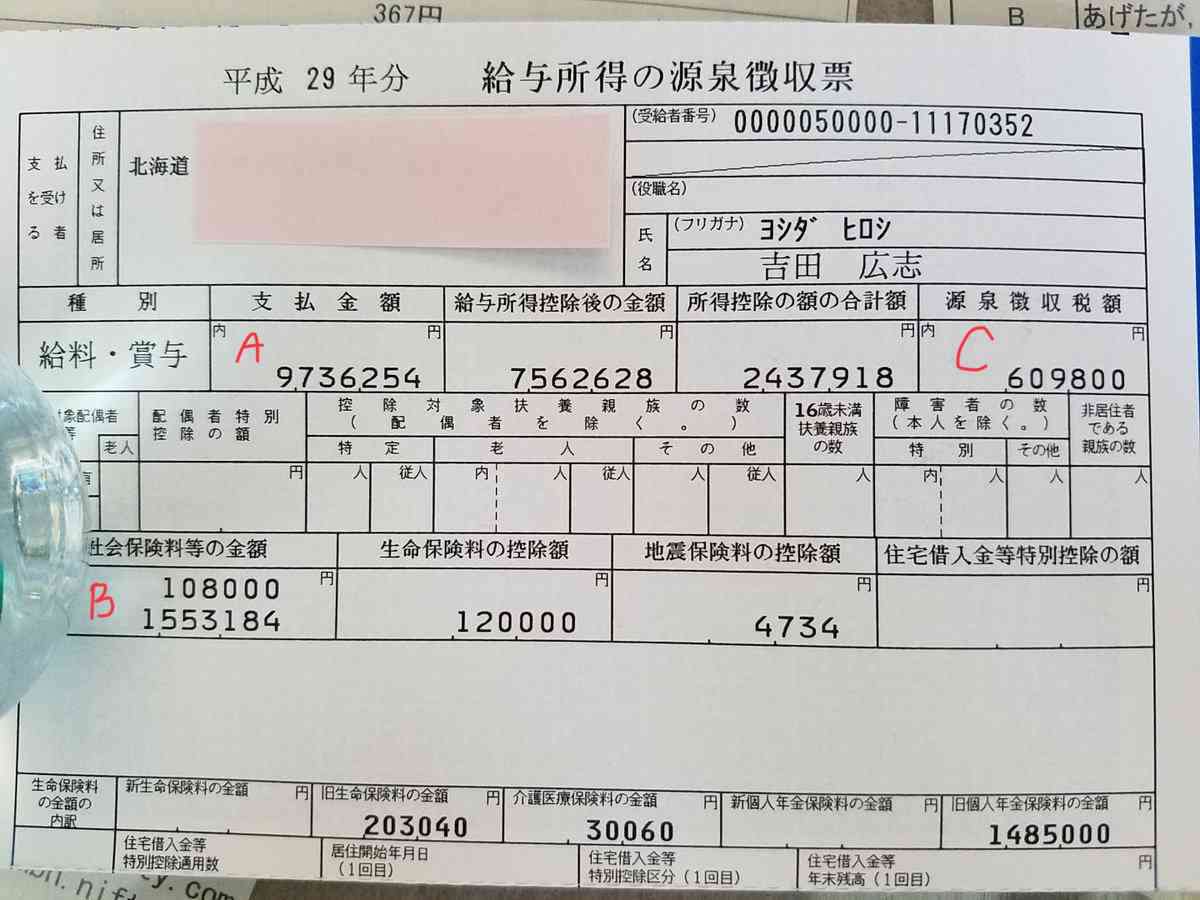 367円
B
あげたが,
平成 29 年分 給与所得の源泉徴収票
支払を受ける者
住所又は居所
北海道
(受給者番号) 0000050000-11170352
(役職名)
氏名
(フリガナ) ヨシダ ヒロシ
吉田 広志
種別 支払金額 給与所得控除後の金額 所得控除の額の合計額 源泉徴収税額
給料・賞与
内 A 円 円 円 内 C 円
9736254 7562628 2437918 609800
対象配偶者
等
老人
配偶者特別
控除の額
控除対象扶養親族の数
(配偶者を除く。)
特定 老人 その他
16歳未満
扶養親族
の数
障害者の数
(本人を除く。)
特別 その他
非居住者
である
親族の数
有
円 人 従人 内 人 従人 人 従人 人 内 人 人 人
社会保険料等の金額 生命保険料の控除額 地震保険料の控除額 住宅借入金等特別控除の額
B 108000 円 円 円 円
1553184 120000 4734
生命保険料
の金額の
内訳
新生命保険料の金額 円
旧生命保険料の金額 円
203040
介護医療保険料の金額 円
30060
新個人年金保険料の金額 円
旧個人年金保険料の金額 円
1485000
住宅借入金等
特別控除適用数
居住開始年月日
(1回目)
住宅借入金等
特別控除区分(1回目)
住宅借入金等
年末残高(1回目)
円